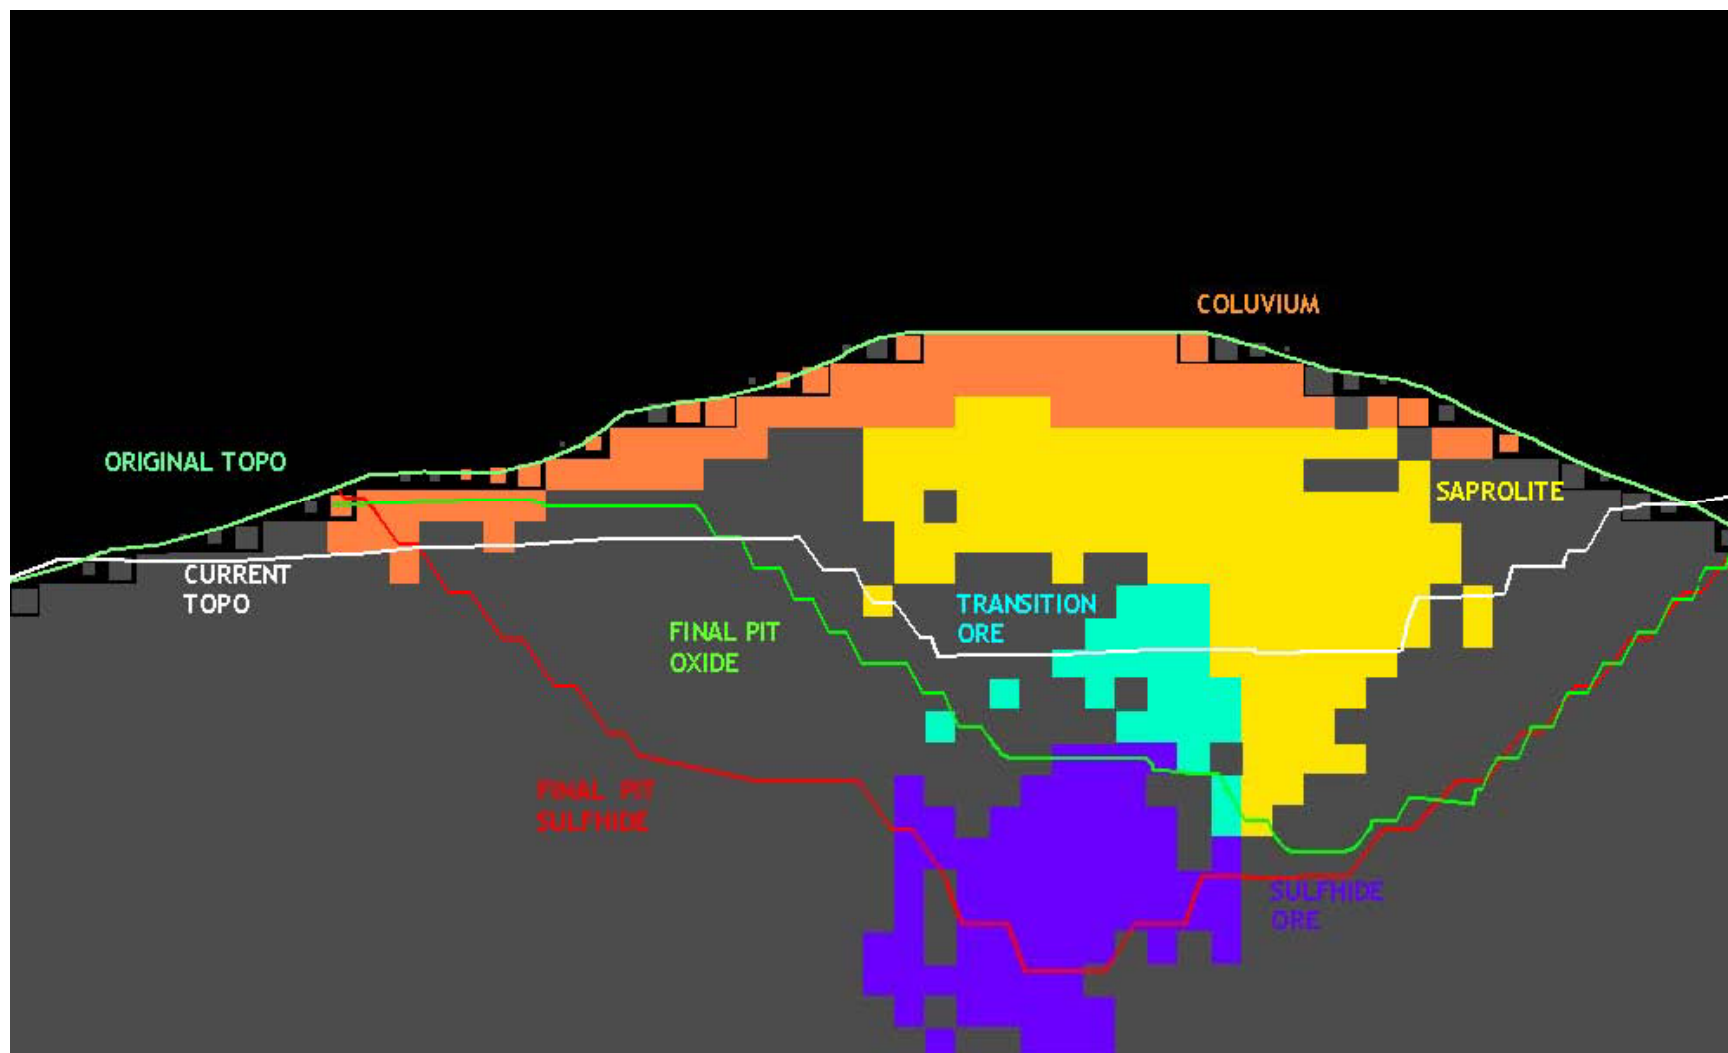 COLUVIUM
ORIGINAL TOPO
SAPROLITE
CURRENT
TOPO
TRANSITION
ORE
FINAL PIT
OXIDE
FINAL PIT
SULFHIDE
SULFHIDE
ORE